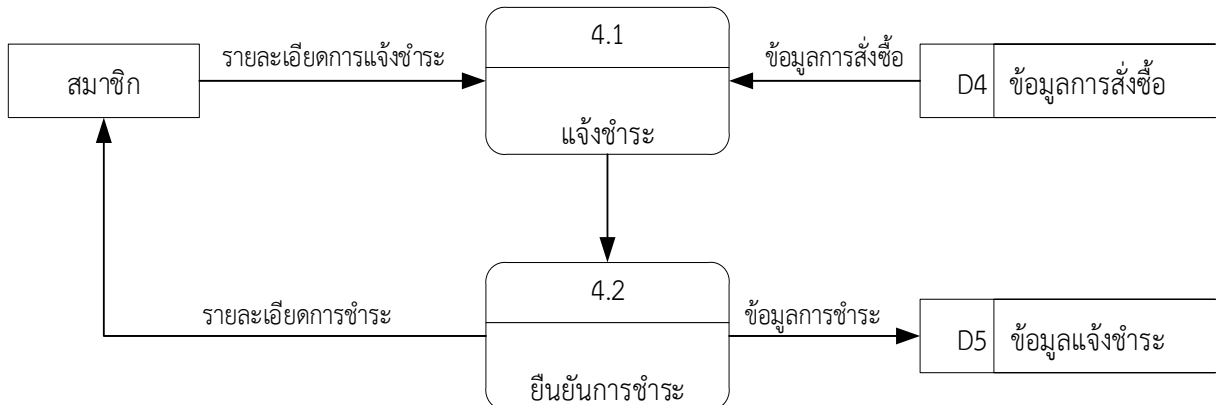 4.1
รายละเอียดการแจ้งชำระ
ข้อมูลการสั่งซื้อ
สมาชิก
D4 ข้อมูลการสั่งซื้อ
แจ้งชำระ
4.2
รายละเอียดการชำระ
ข้อมูลการชำระ
D5 ข้อมูลแจ้งชำระ
ยืนยันการชำระ